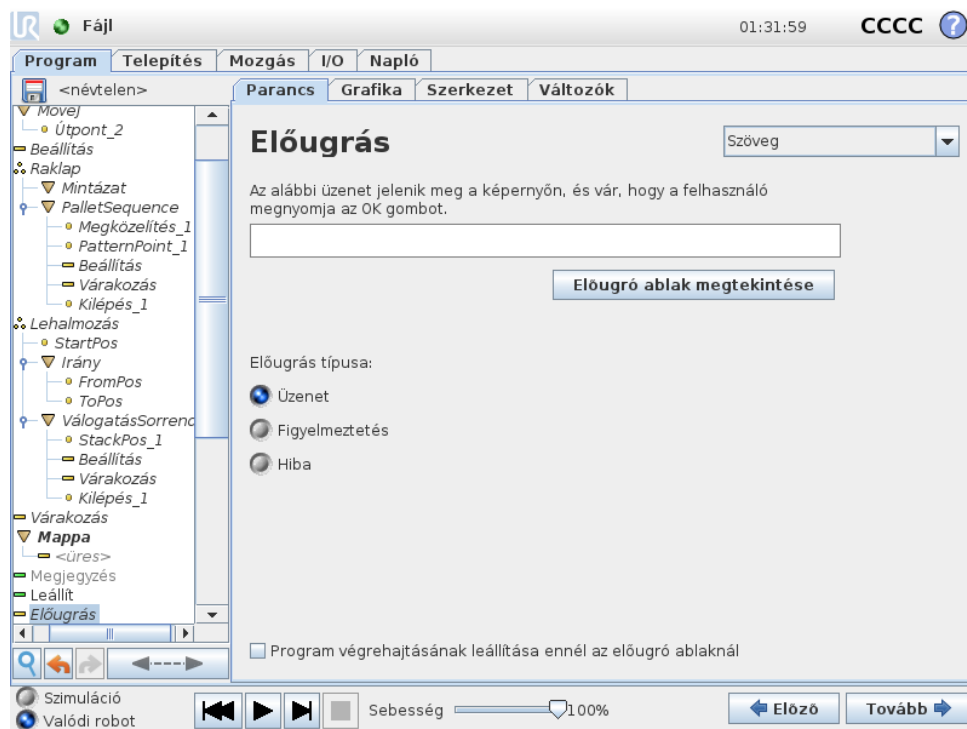 UR Fájl 01:31:59 CCCC ?
Program Telepítés Mozgás I/O Napló
<névtelen>
MoveJ
Útpont_2
Beállítás
Raklap
Mintázat
PalletSequence
Megközelítés_1
PatternPoint_1
Beállítás
Várakozás
Kilépés_1
Lehalmozás
StartPos
Irány
FromPos
ToPos
VálogatásSorrend
StackPos_1
Beállítás
Várakozás
Kilépés_1
Várakozás
Mappa
<üres>
Megjegyzés
Leállít
Előugrás
Parancs Grafika Szerkezet Változók
Előugrás
Szöveg
Az alábbi üzenet jelenik meg a képernyőn, és vár, hogy a felhasználó
megnyomja az OK gombot.
Előugró ablak megtekintése
Előugrás típusa:
Üzenet
Figyelmeztetés
Hiba
Program végrehajtásának leállítása ennél az előugró ablaknál
Szimuláció
Valódi robot
Sebesség 100%
Előző
Tovább